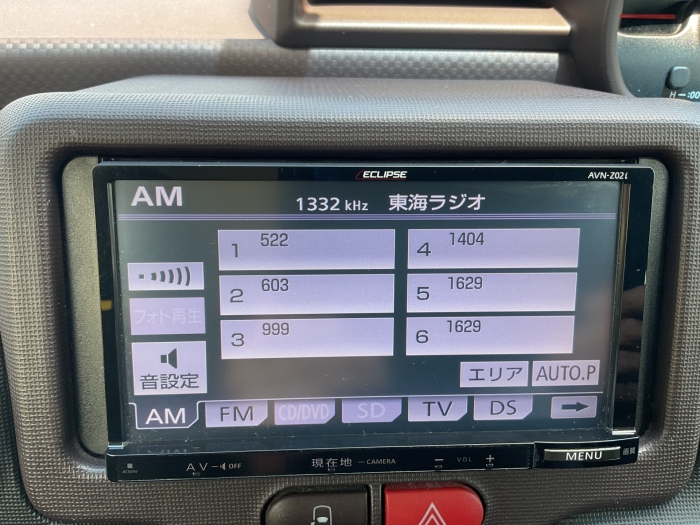 ECLIPSE
AM
1332 kHz 東海ラジオ
1 522
2 603
3 999
4 1404
5 1629
6 1629
フォト再生
音設定
エリア AUTO.P
AM FM CD/DVD SD TV DS
AV OFF 現在地 CAMERA − VOL + MENU 画質